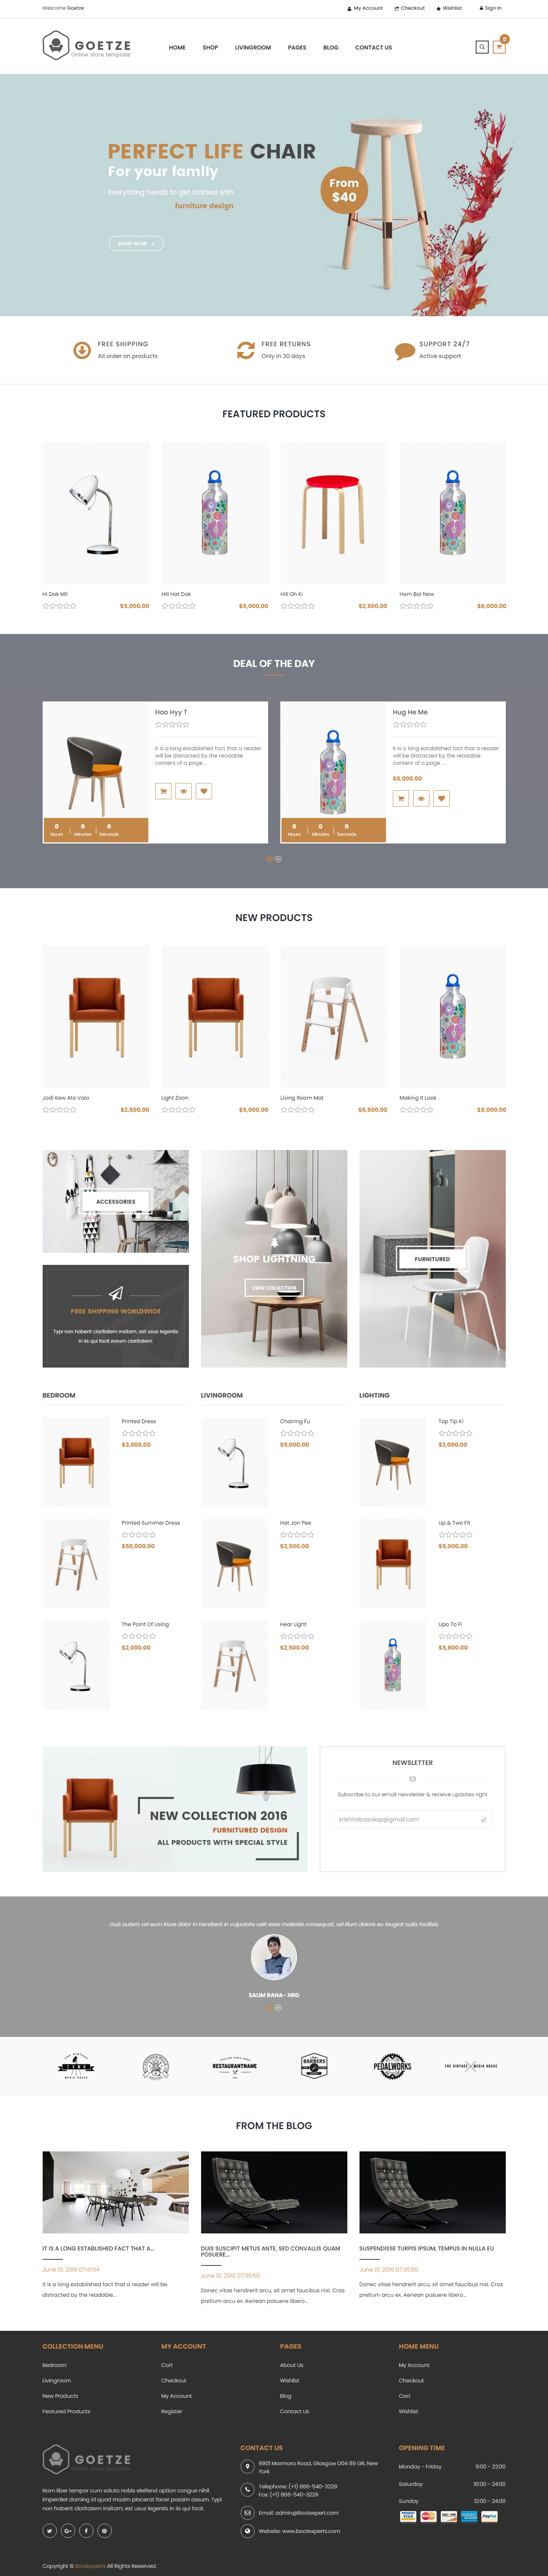 Welcome Goetze
My Account
Checkout
Wishlist
Sign In
GOETZE
Online store template
HOME
SHOP
LIVINGROOM
PAGES
BLOG
CONTACT US
0
PERFECT LIFE CHAIR
For your family
Everything needs to get started with
furniture design
From
$40
SHOP NOW
FREE SHIPPING
All order on products
FREE RETURNS
Only in 30 days
SUPPORT 24/7
Active support
FEATURED PRODUCTS
Hi Dak Mil
$5,000.00
Hili Hat Dok
$5,000.00
Hill Oh Ki
$2,500.00
Hom Bol Now
$6,000.00
DEAL OF THE DAY
Hoo Hyy T
It is a long established fact that a reader
will be distracted by the readable
content of a page ...
0 0 0
Hours Minutes Seconds
Hug He Me
It is a long established fact that a reader
will be distracted by the readable
content of a page ...
$6,000.00
0 0 0
Hours Minutes Seconds
NEW PRODUCTS
Jodi Kew Ato Valo
$2,500.00
Light Zoon
$5,000.00
Living Room Mat
$6,500.00
Making It Look
$5,000.00
ACCESSORIES
FREE SHIPPING WORLDWIDE
Typi non habent claritatem insitam, est usus legentis
in iis qui facit eorum claritatem.
SHOP LIGHTNING
VIEW COLLECTION
FURNITURED
BEDROOM
Printed Dress
$3,000.00
Printed Summer Dress
$50,000.00
The Point Of Using
$2,000.00
LIVINGROOM
Chairing Fu
$9,000.00
Hat Jon Pee
$2,500.00
Hear Light
$2,500.00
LIGHTING
Top Tip Ki
$2,000.00
Up & Two Fit
$5,000.00
Upo To Fi
$5,800.00
NEW COLLECTION 2016
FURNITURED DESIGN
ALL PRODUCTS WITH SPECIAL STYLE
NEWSLETTER
Subscribe to our email newsletter & receive updates right
krishnabasaksp@gmail.com
Duis autem vel eum iriure dolor in hendrerit in vulputate velit esse molestie consequat, vel illum dolore eu feugiat nulla facilisis.
SALIM RANA- HRD
RESTAURANTNAME
BARBERS
PEDALWORKS
THE VINTAGE MEDIA HOUSE
FROM THE BLOG
IT IS A LONG ESTABLISHED FACT THAT A...
June 01, 2016 07:41:54
It is a long established fact that a reader will be
distracted by the readable...
DUIS SUSCIPIT METUS ANTE, SED CONVALLIS QUAM
POSUERE...
June 01, 2016 07:35:50
Donec vitae hendrerit arcu, sit amet faucibus nisl. Cras
pretium arcu ex. Aenean posuere libero...
SUSPENDISSE TURPIS IPSUM, TEMPUS IN NULLA EU
June 01, 2016 07:35:50
Donec vitae hendrerit arcu, sit amet faucibus nisl. Cras
pretium arcu ex. Aenean posuere libero...
COLLECTION MENU
Bedroom
Livingroom
New Products
Featured Products
MY ACCOUNT
Cart
Checkout
My Account
Register
PAGES
About Us
Wishlist
Blog
Contact Us
HOME MENU
My Account
Checkout
Cart
Wishlist
GOETZE
Online store template
Nam liber tempor cum soluta nobis eleifend option congue nihil
imperdiet doming id quod mazim placerat facer possim assum. Typi
non habent claritatem insitam; est usus legentis in iis qui facit.
CONTACT US
8901 Marmora Road, Glasgow D04 89 GR, New
York
Telephone: (+1) 866-540-3229
Fax: (+1) 866-540-3229
Email: admin@Bootexpert.com
Website: www.bootexperts.com
OPENING TIME
Monday - Friday 9:00 - 22:00
Saturday 10:00 - 24:00
Sunday 12:00 - 24:00
VISA
PayPal
Copyright © BootExperts All Rights Reserved.